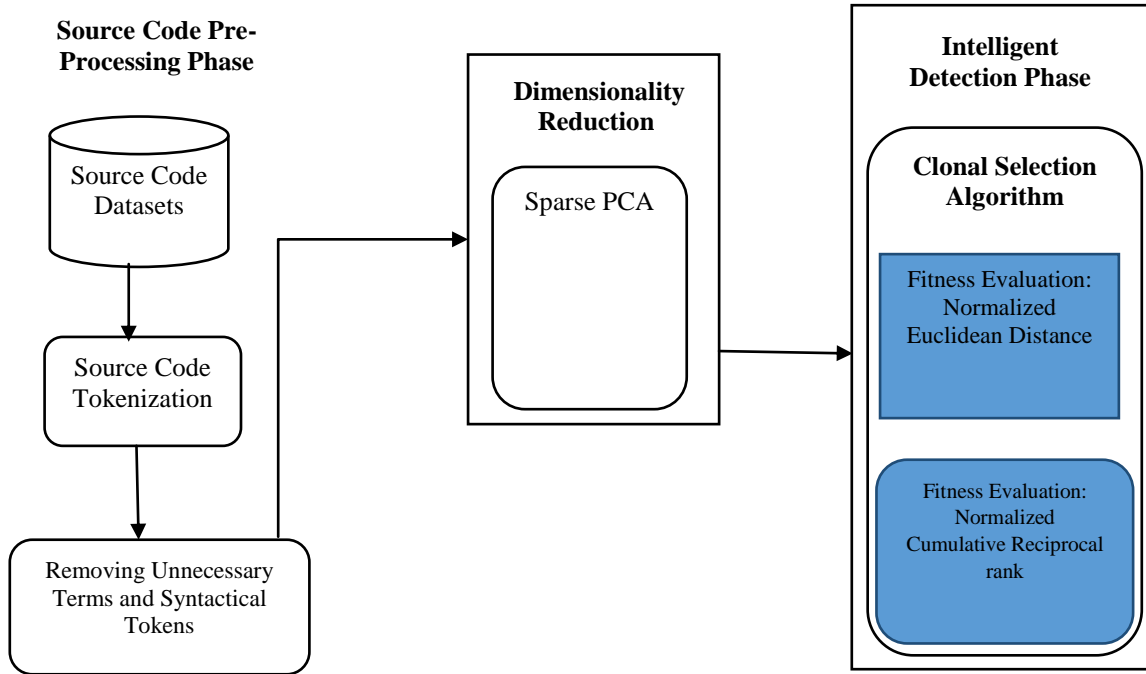 Source Code Pre-
Processing Phase
Source Code
Datasets
Source Code
Tokenization
Removing Unnecessary
Terms and Syntactical
Tokens
Dimensionality
Reduction
Sparse PCA
Intelligent
Detection Phase
Clonal Selection
Algorithm
Fitness Evaluation:
Normalized
Euclidean Distance
Fitness Evaluation:
Normalized
Cumulative Reciprocal
rank